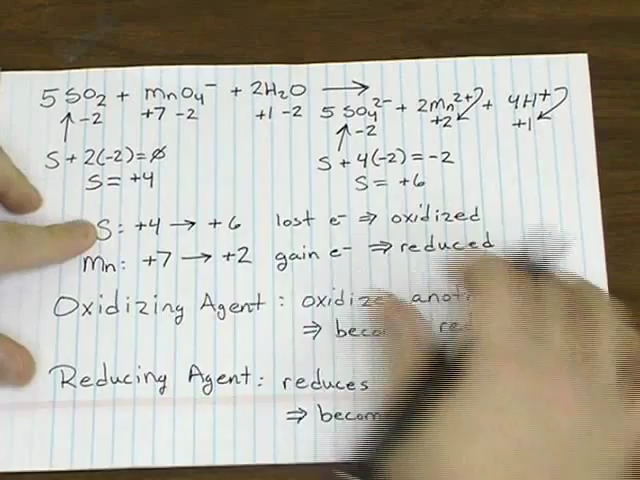 5 SO₂ + MnO₄⁻ + 2H₂O ⟶ 5 SO₄²⁻ + 2Mn²⁺ + 4H⁺
-2 +7 -2 +1 -2 -2 +2 +1
S + 2(-2) = 0 S + 4(-2) = -2
S = +4 S = +6
S: +4 → +6 lost e⁻ ⇒ oxidized
Mn: +7 → +2 gain e⁻ ⇒ reduced
Oxidizing Agent : oxidize
⇒
Reducing Agent: reduces
⇒